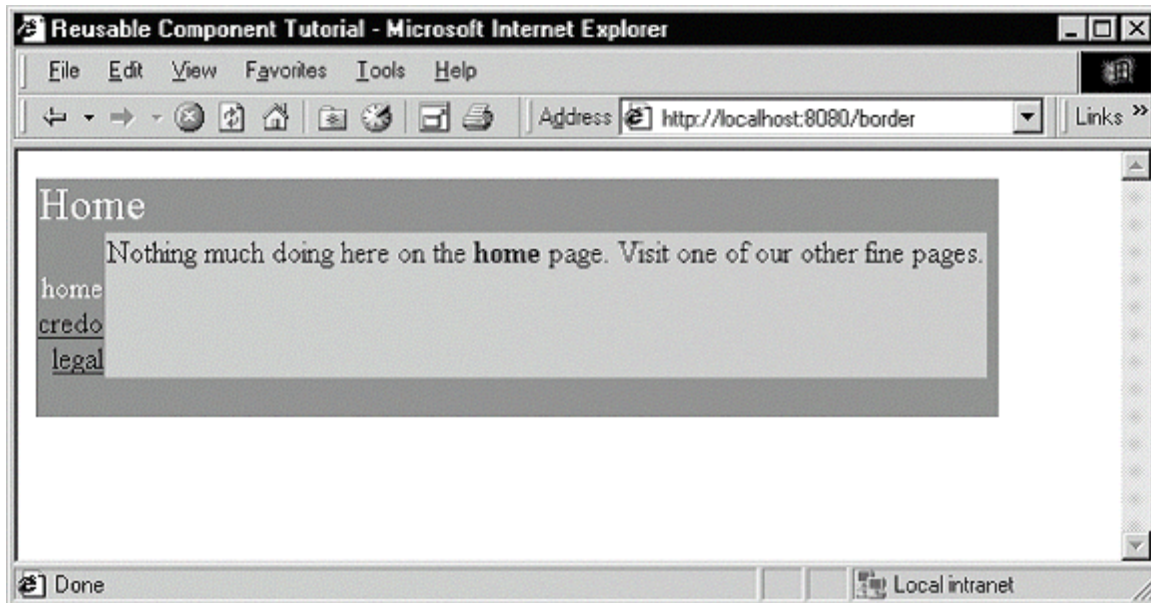 Reusable Component Tutorial - Microsoft Internet Explorer
File Edit View Favorites Tools Help
Address http://localhost:8080/border Links »
Home
Nothing much doing here on the home page. Visit one of our other fine pages.
home
credo
legal
Done Local intranet